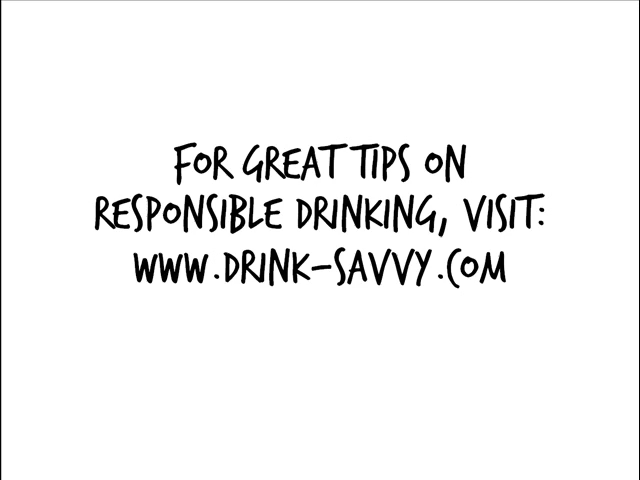 FOR GREAT TIPS ON
RESPONSIBLE DRINKING, VISIT:
WWW.DRINK-SAVVY.COM